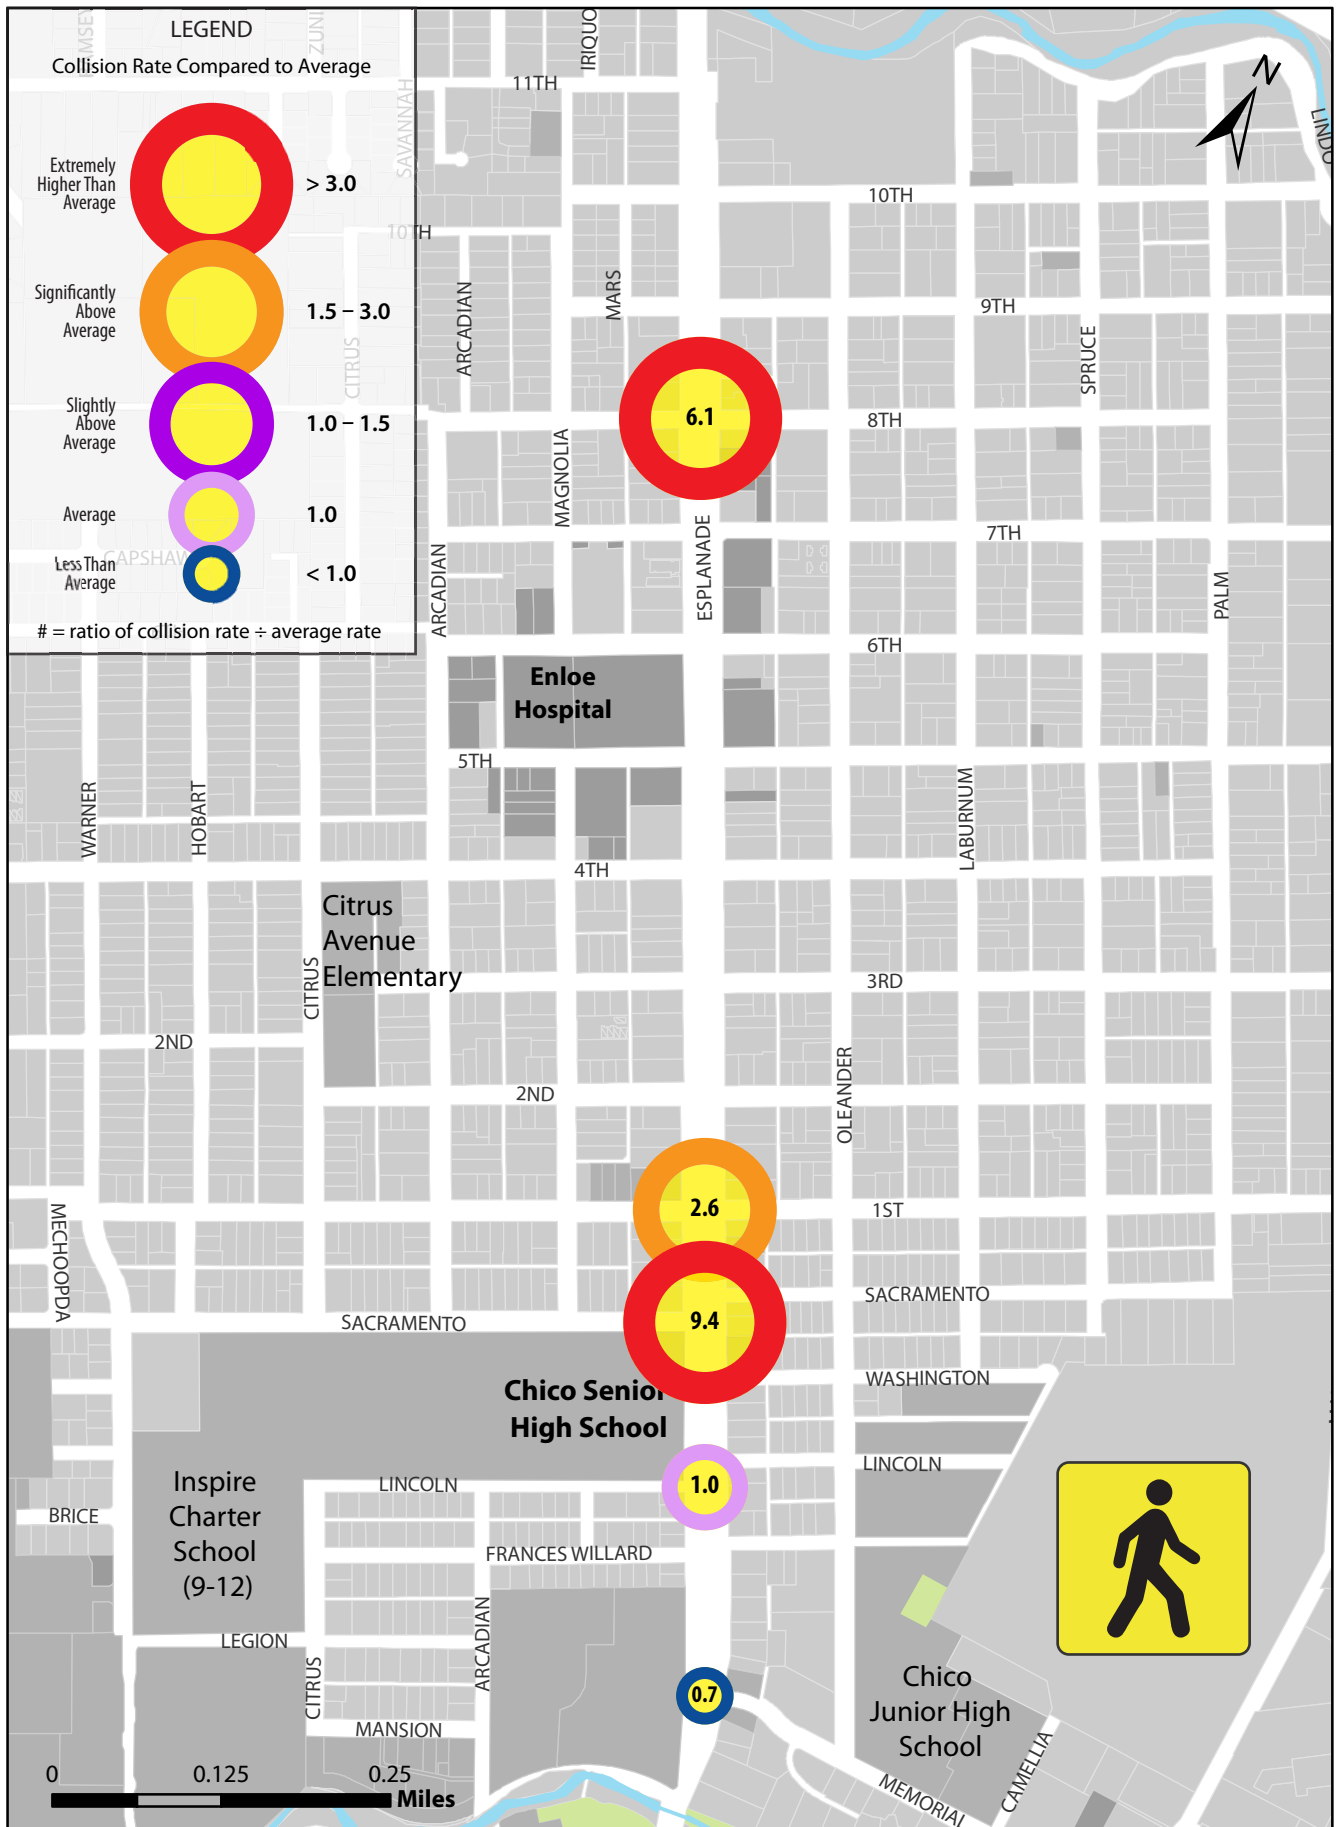 LEGEND
Collision Rate Compared to Average
Extremely
Higher Than
Average
> 3.0
Significantly
Above
Average
1.5 – 3.0
Slightly
Above
Average
1.0 – 1.5
Average
1.0
Less Than
Average
< 1.0
# = ratio of collision rate ÷ average rate
ZUNI
SAVANNAH
10TH
CITRUS
CAPSHAW
IRIQUO
11TH
N
LINDO
10TH
ARCADIAN
MARS
9TH
SPRUCE
6.1
8TH
MAGNOLIA
ESPLANADE
7TH
ARCADIAN
PALM
6TH
Enloe
Hospital
5TH
WARNER
HOBART
LABURNUM
4TH
Citrus
Avenue
Elementary
CITRUS
3RD
2ND
2ND
OLEANDER
2.6
1ST
MECHOOPDA
SACRAMENTO
9.4
SACRAMENTO
WASHINGTON
Chico Senior
High School
LINCOLN
1.0
LINCOLN
Inspire
Charter
School
(9-12)
BRICE
FRANCES WILLARD
LEGION
ARCADIAN
CITRUS
0.7
MANSION
Chico
Junior High
School
CAMELLIA
MEMORIAL
0 0.125 0.25
Miles